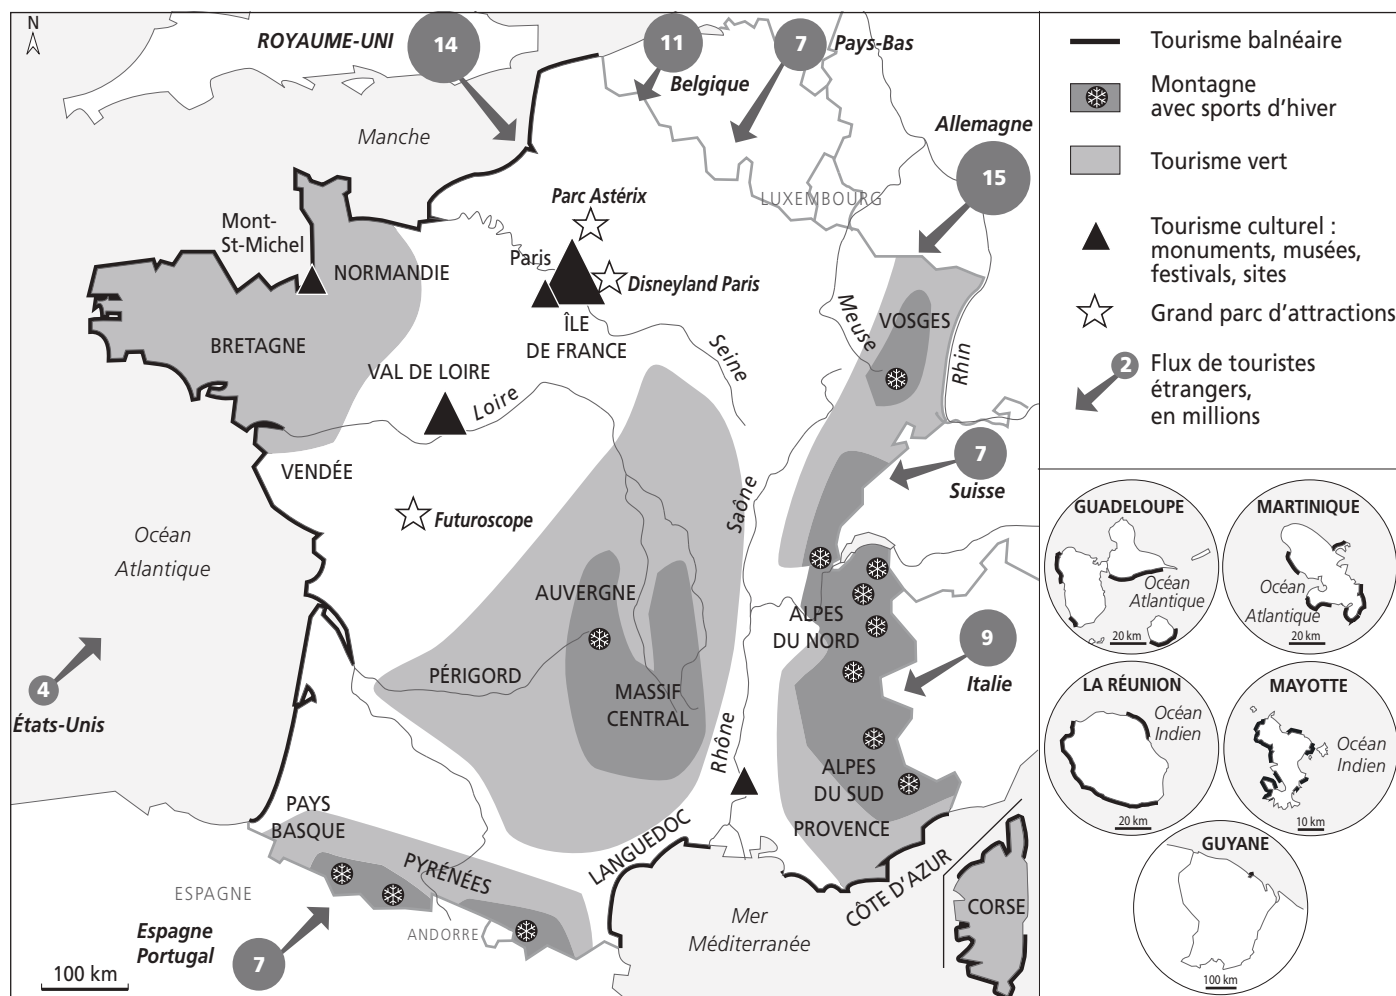 N
ROYAUME-UNI
14
11
7
Pays-Bas
Belgique
Manche
Allemagne
15
LUXEMBOURG
Parc Astérix
Mont-
St-Michel
Paris
NORMANDIE
Disneyland Paris
Meuse
VOSGES
BRETAGNE
ÎLE
DE FRANCE
Seine
Rhin
VAL DE LOIRE
Loire
VENDÉE
7
Suisse
Saône
Futuroscope
Océan
Atlantique
AUVERGNE
ALPES
DU NORD
9
Italie
PÉRIGORD
MASSIF
CENTRAL
4
États-Unis
Rhône
ALPES
DU SUD
PAYS
BASQUE
PROVENCE
LANGUEDOC
CÔTE D'AZUR
PYRÉNÉES
ESPAGNE
ANDORRE
Mer
Méditerranée
CORSE
Espagne
Portugal
7
100 km
Tourisme balnéaire
Montagne
avec sports d'hiver
Tourisme vert
Tourisme culturel :
monuments, musées,
festivals, sites
Grand parc d'attractions
2
Flux de touristes
étrangers,
en millions
GUADELOUPE
Océan
Atlantique
20 km
MARTINIQUE
Océan
Atlantique
20 km
LA RÉUNION
Océan
Indien
20 km
MAYOTTE
Océan
Indien
10 km
GUYANE
100 km